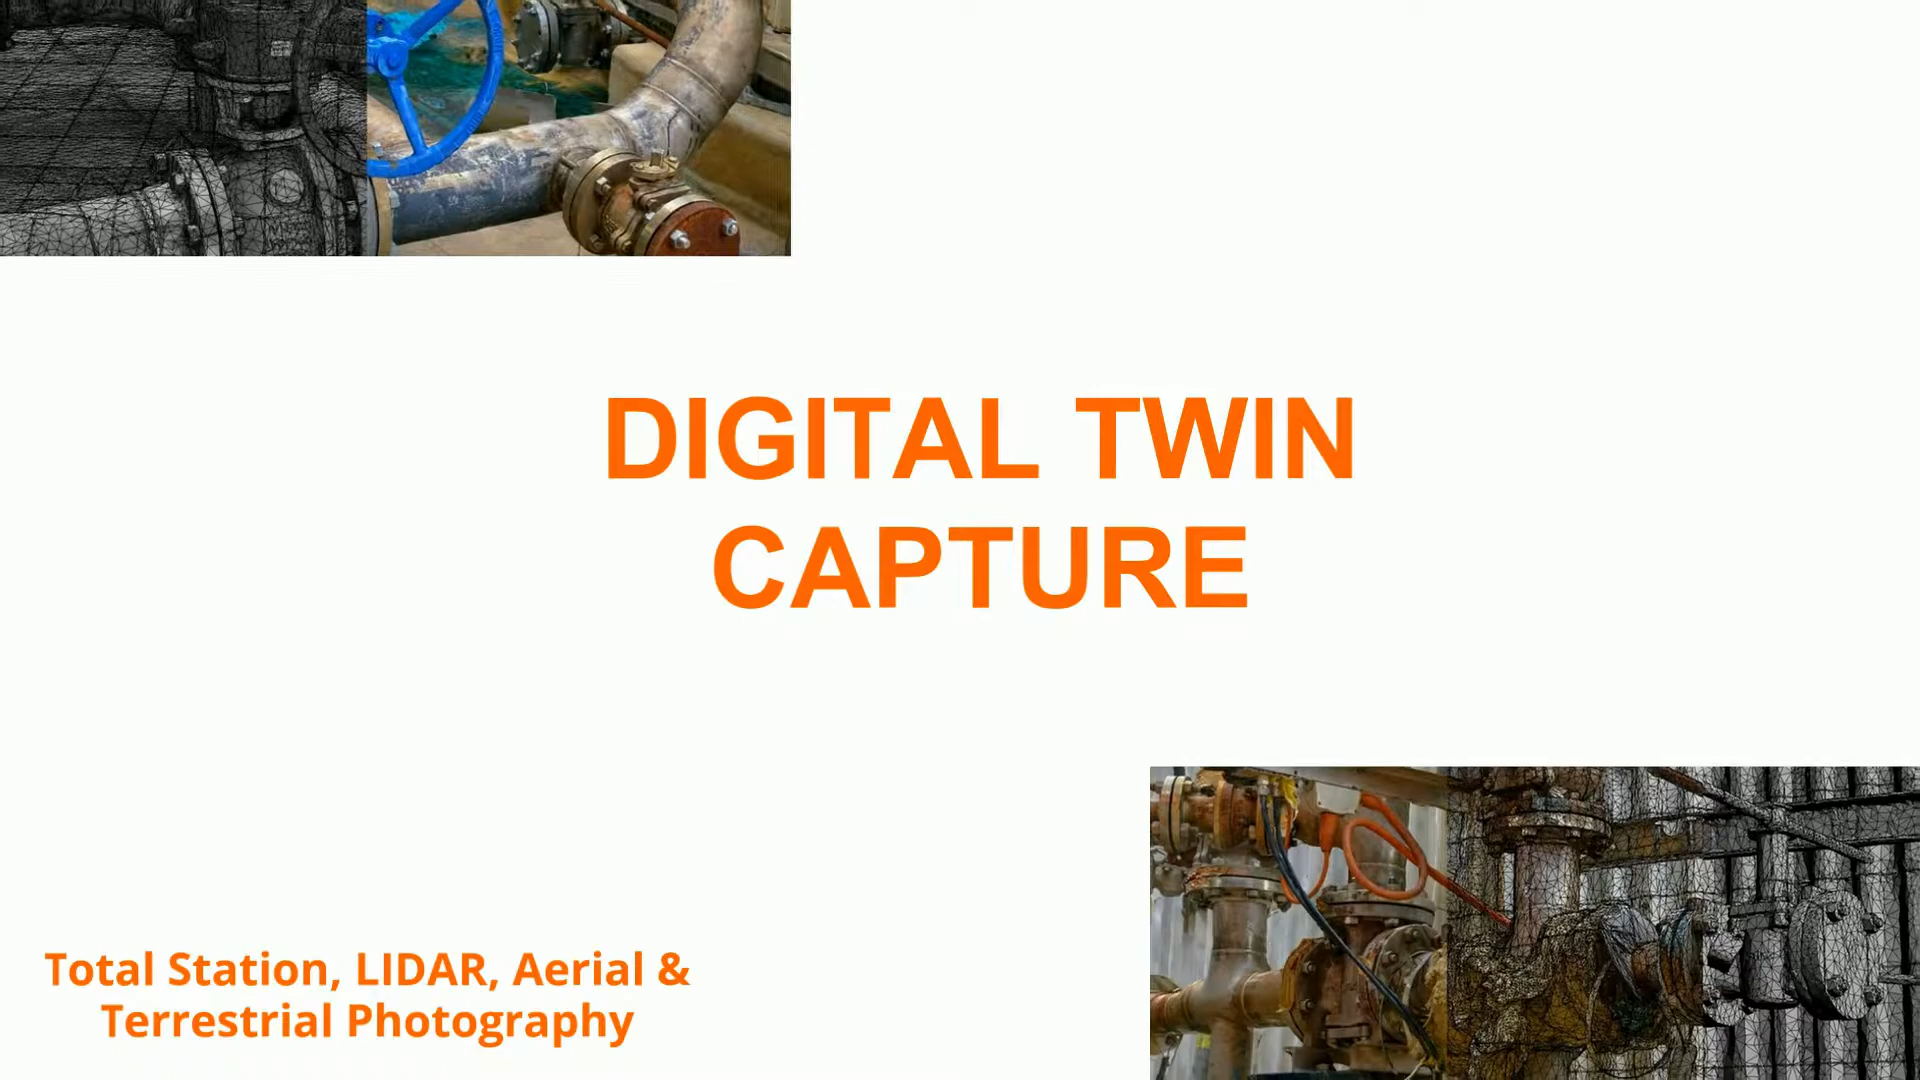 DIGITAL TWIN
CAPTURE
Total Station, LIDAR, Aerial &
Terrestrial Photography